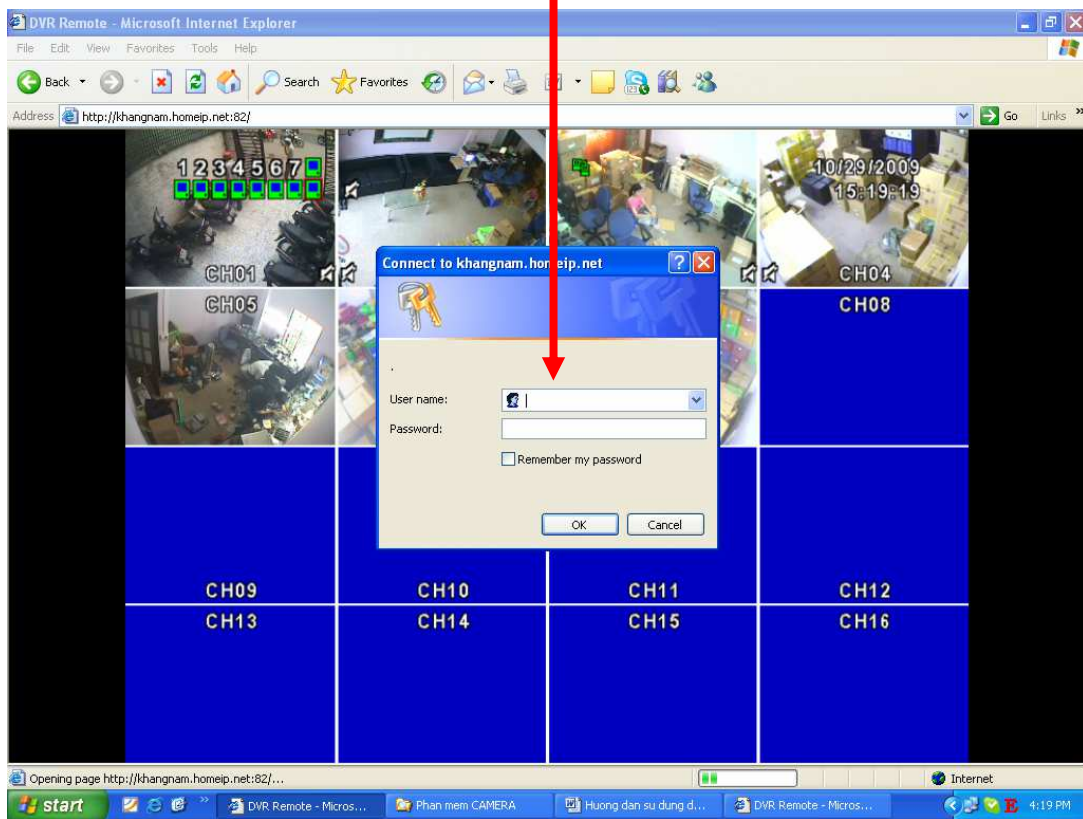 DVR Remote - Microsoft Internet Explorer
File Edit View Favorites Tools Help
Back Search Favorites
Address http://khangnam.homeip.net:82/ Go Links »
1 2 3 4 5 6 7
10/29/2009
15:19:19
CH01
CH04
CH05
CH08
Connect to khangnam.homeip.net
.
User name:
Password:
Remember my password
OK Cancel
CH09 CH10 CH11 CH12
CH13 CH14 CH15 CH16
Opening page http://khangnam.homeip.net:82/... Internet
start » DVR Remote - Micros... Phan mem CAMERA Huong dan su dung d... DVR Remote - Micros... E 4:19 PM